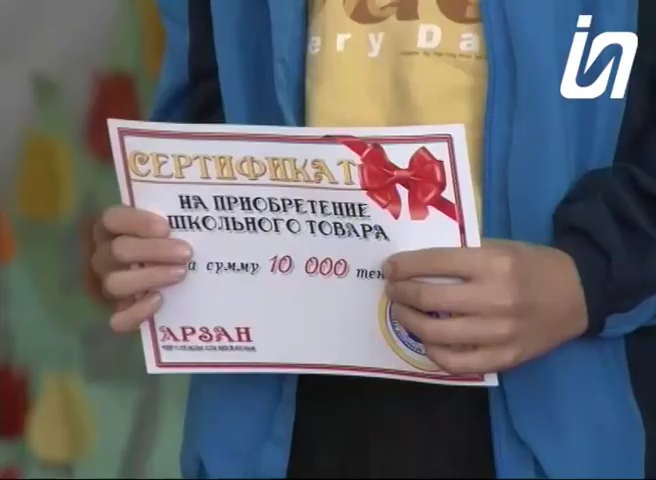 ery Da
СЕРТИФИКАТ
НА ПРИОБРЕТЕНИЕ
ШКОЛЬНОГО ТОВАРА
сумму 10 000 тен
АРЗАН